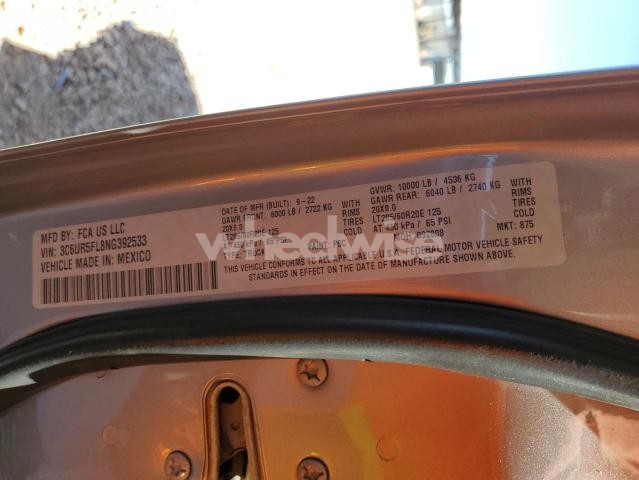 MFD BY: FCA US LLC
VIN: 3C6UR5FL8NG392533
VEHICLE MADE IN: MEXICO
DATE OF MFR (BUILT): 9-22
GAWR FRONT: 6000 LB / 2722 KG WITH
20X8.0 RIMS
LT285/60R20E 125 TIRES
AT 450 kPa / 65 PSI
TYPE: TRUCK PAINT: PSC
GVWR: 10000 LB / 4536 KG
GAWR REAR: 6040 LB / 2740 KG WITH
20X8.0 RIMS
LT285/60R20E 125 TIRES
AT 450 kPa / 65 PSI
MDH: 092008 MKT: 875
THIS VEHICLE CONFORMS TO ALL APPLICABLE U.S.A. FEDERAL MOTOR VEHICLE SAFETY
STANDARDS IN EFFECT ON THE DATE OF MANUFACTURE SHOWN ABOVE.
wheelwise